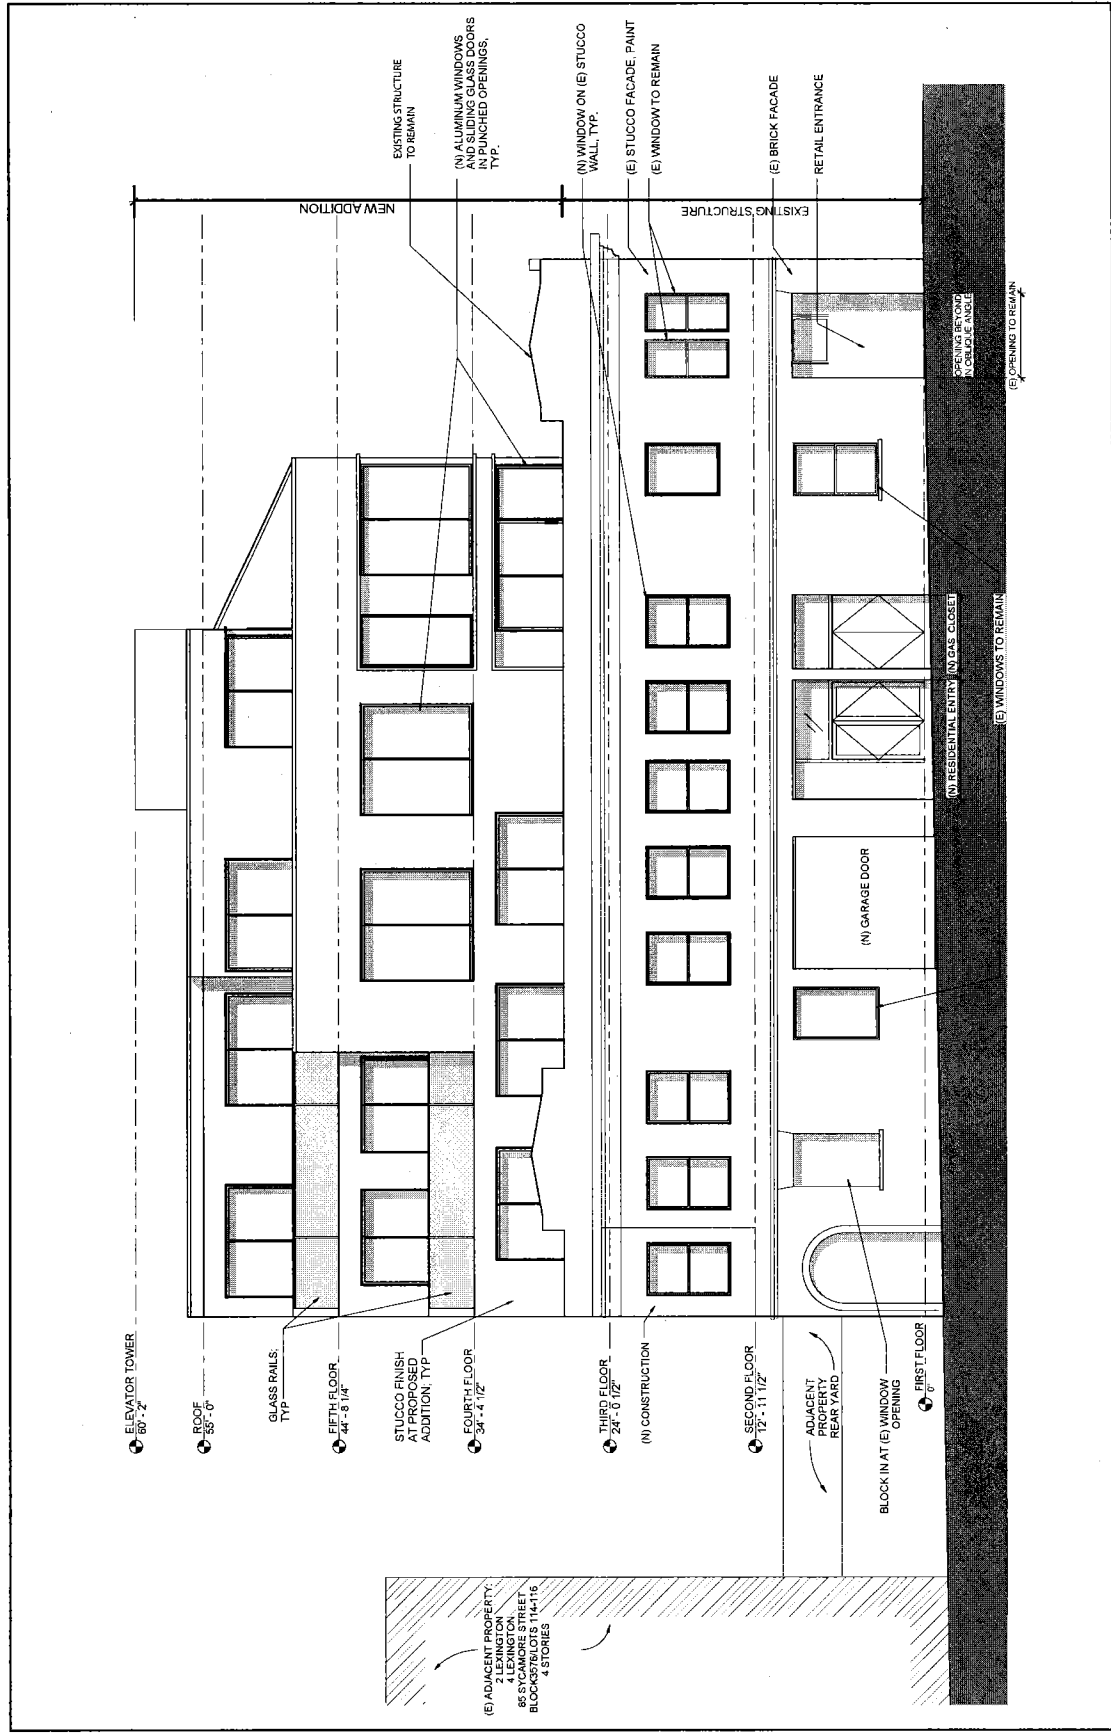 ELEVATOR TOWER
60' - 2"
ROOF
55' - 0"
GLASS RAILS;
TYP
FIFTH FLOOR
44' - 8 1/4"
STUCCO FINISH
AT PROPOSED
ADDITION; TYP
FOURTH FLOOR
34' - 4 1/2"
THIRD FLOOR
24' - 0 1/2"
(N) CONSTRUCTION
SECOND FLOOR
12' - 11 1/2"
ADJACENT
PROPERTY
REAR YARD
BLOCK IN AT (E) WINDOW
OPENING
FIRST FLOOR
0"
(E) ADJACENT PROPERTY:
2 LEXINGTON
4 LEXINGTON
85 SYCAMORE STREET
BLOCK3576/LOTS 114-116
4 STORIES
NEW ADDITION
EXISTING STRUCTURE
EXISTING STRUCTURE
TO REMAIN
(N) ALUMINUM WINDOWS
AND SLIDING GLASS DOORS
IN PUNCHED OPENINGS,
TYP.
(N) WINDOW ON (E) STUCCO
WALL, TYP.
(E) STUCCO FACADE, PAINT
(E) WINDOW TO REMAIN
(E) BRICK FACADE
RETAIL ENTRANCE
(N) GARAGE DOOR
(N) RESIDENTIAL ENTRY
(N) GAS CLOSET
(E) WINDOWS TO REMAIN
OPENING BEYOND
IN OBLIQUE ANGLE
(E) OPENING TO REMAIN